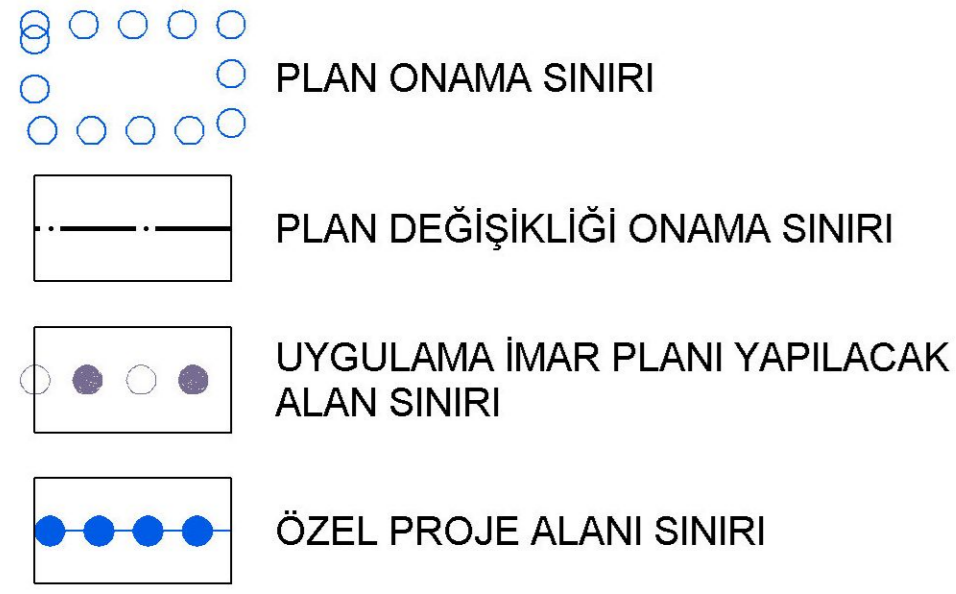 PLAN ONAMA SINIRI
PLAN DEĞİŞİKLİĞİ ONAMA SINIRI
UYGULAMA İMAR PLANI YAPILACAK
ALAN SINIRI
ÖZEL PROJE ALANI SINIRI